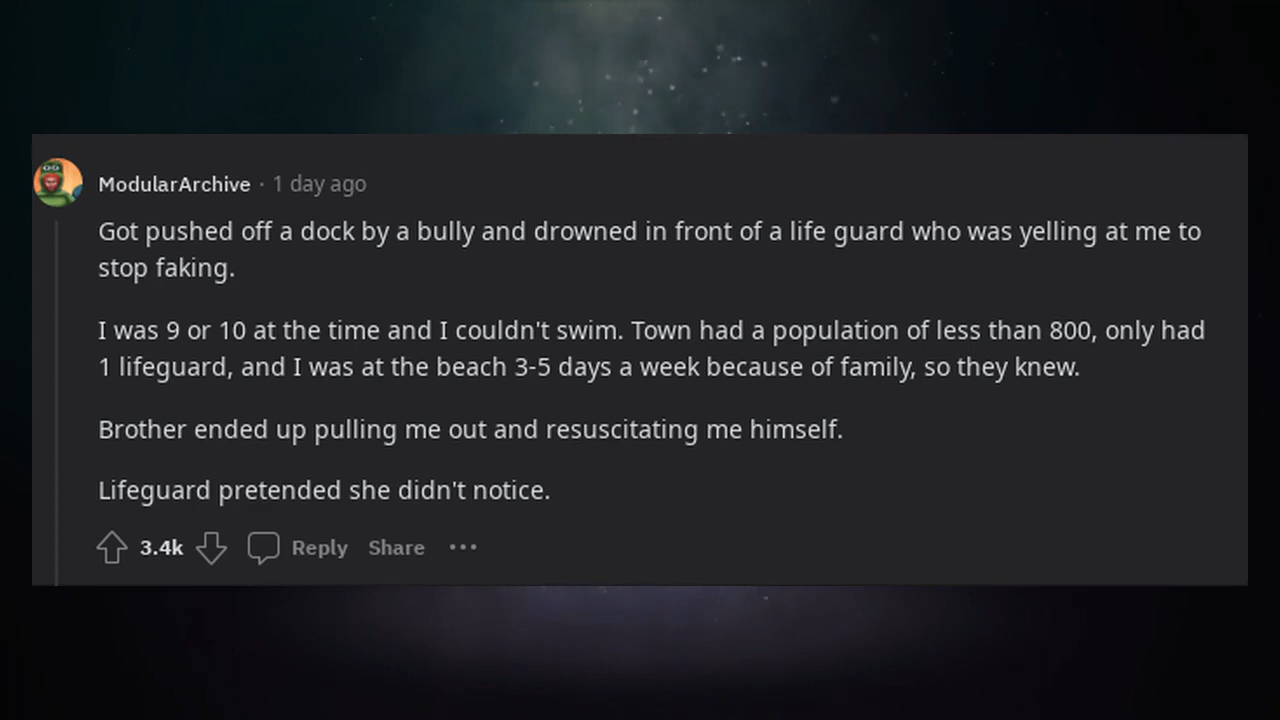 ModularArchive · 1 day ago
Got pushed off a dock by a bully and drowned in front of a life guard who was yelling at me to
stop faking.
I was 9 or 10 at the time and I couldn't swim. Town had a population of less than 800, only had
1 lifeguard, and I was at the beach 3-5 days a week because of family, so they knew.
Brother ended up pulling me out and resuscitating me himself.
Lifeguard pretended she didn't notice.
3.4k Reply Share ···